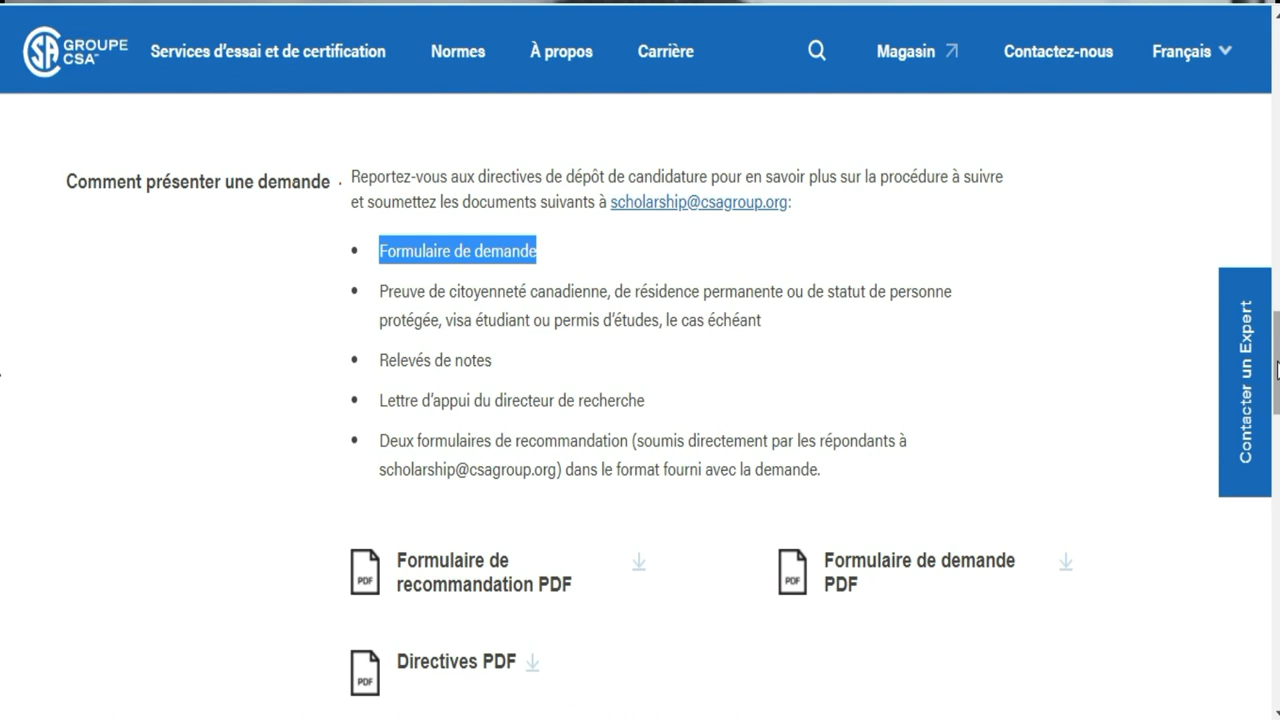 GROUPE
CSA™
Services d'essai et de certification
Normes
À propos
Carrière
Magasin
Contactez-nous
Français
Comment présenter une demande
Reportez-vous aux directives de dépôt de candidature pour en savoir plus sur la procédure à suivre
et soumettez les documents suivants à scholarship@csagroup.org:
• Formulaire de demande
• Preuve de citoyenneté canadienne, de résidence permanente ou de statut de personne
protégée, visa étudiant ou permis d'études, le cas échéant
• Relevés de notes
• Lettre d'appui du directeur de recherche
• Deux formulaires de recommandation (soumis directement par les répondants à
scholarship@csagroup.org) dans le format fourni avec la demande.
Contacter un Expert
PDF
Formulaire de
recommandation PDF
PDF
Formulaire de demande
PDF
PDF
Directives PDF